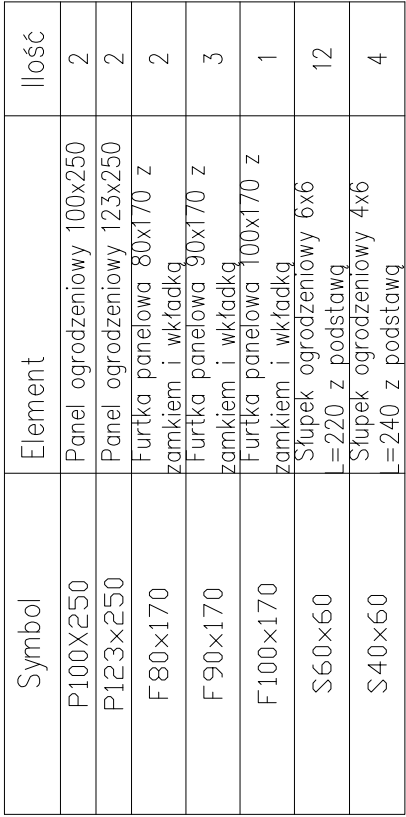 Symbol Element Ilość
P100X250 Panel ogrodzeniowy 100x250 2
P123x250 Panel ogrodzeniowy 123x250 2
F80x170 Furtka panelowa 80x170 z
zamkiem i wkładką 2
F90x170 Furtka panelowa 90x170 z
zamkiem i wkładką 3
F100x170 Furtka panelowa 100x170 z
zamkiem i wkładką 1
S60x60 Słupek ogrodzeniowy 6x6
L=220 z podstawą 12
S40x60 Słupek ogrodzeniowy 4x6
L=240 z podstawą 4